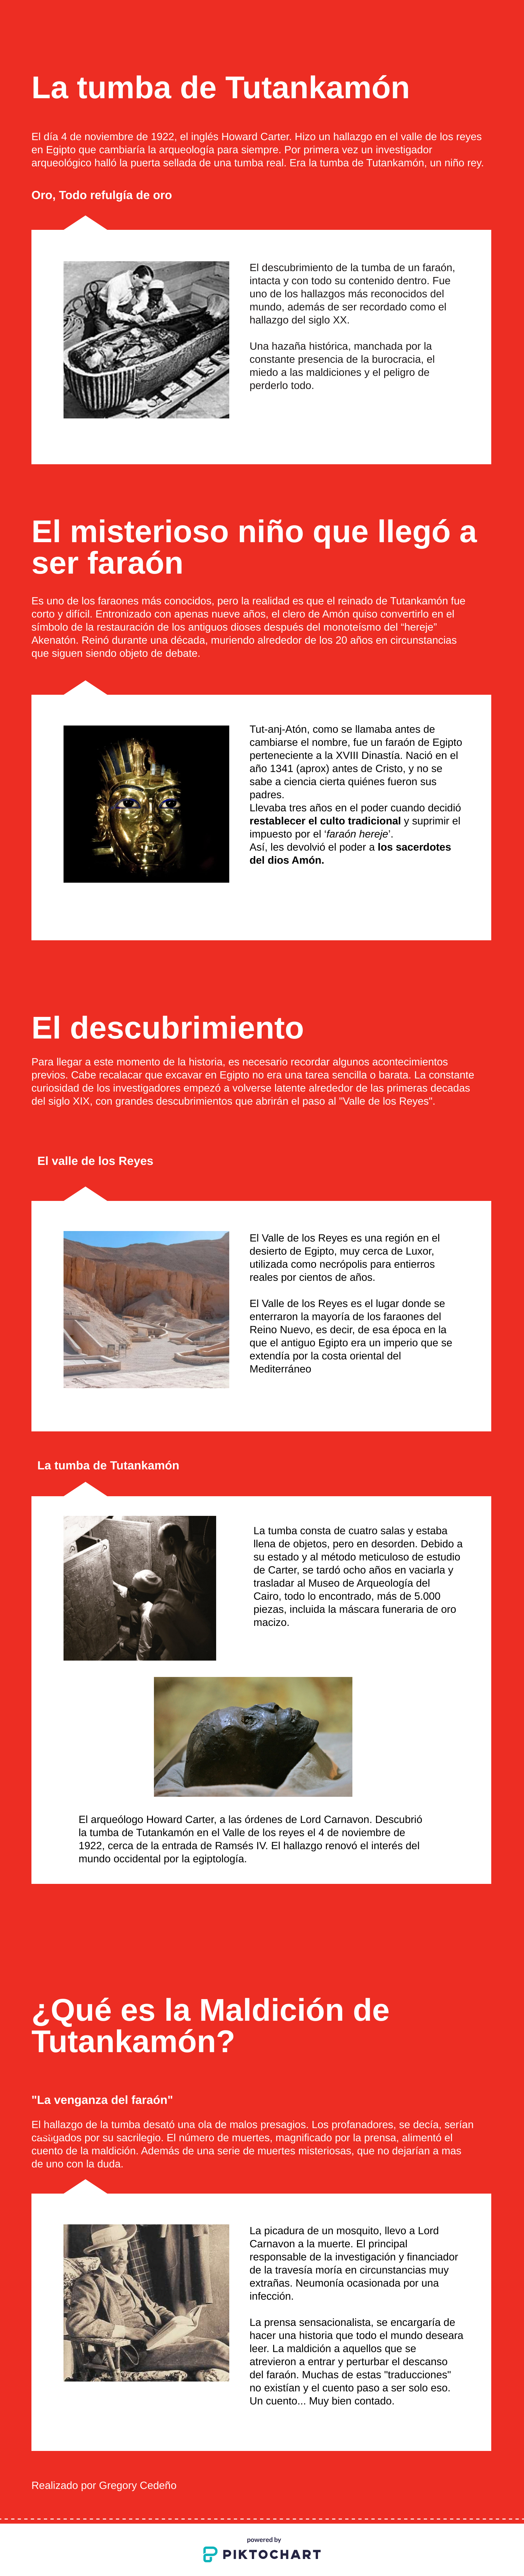 La tumba de Tutankamón
El día 4 de noviembre de 1922, el inglés Howard Carter. Hizo un hallazgo en el valle de los reyes
en Egipto que cambiaría la arqueología para siempre. Por primera vez un investigador
arqueológico halló la puerta sellada de una tumba real. Era la tumba de Tutankamón, un niño rey.
Oro, Todo refulgía de oro
El descubrimiento de la tumba de un faraón,
intacta y con todo su contenido dentro. Fue
uno de los hallazgos más reconocidos del
mundo, además de ser recordado como el
hallazgo del siglo XX.
Una hazaña histórica, manchada por la
constante presencia de la burocracia, el
miedo a las maldiciones y el peligro de
perderlo todo.
El misterioso niño que llegó a
ser faraón
Es uno de los faraones más conocidos, pero la realidad es que el reinado de Tutankamón fue
corto y difícil. Entronizado con apenas nueve años, el clero de Amón quiso convertirlo en el
símbolo de la restauración de los antiguos dioses después del monoteísmo del "hereje"
Akenatón. Reinó durante una década, muriendo alrededor de los 20 años en circunstancias
que siguen siendo objeto de debate.
Tut-anj-Atón, como se llamaba antes de
cambiarse el nombre, fue un faraón de Egipto
perteneciente a la XVIII Dinastía. Nació en el
año 1341 (aprox) antes de Cristo, y no se
sabe a ciencia cierta quiénes fueron sus
padres.
Llevaba tres años en el poder cuando decidió
restablecer el culto tradicional y suprimir el
impuesto por el 'faraón hereje'.
Así, les devolvió el poder a los sacerdotes
del dios Amón.
El descubrimiento
Para llegar a este momento de la historia, es necesario recordar algunos acontecimientos
previos. Cabe recalacar que excavar en Egipto no era una tarea sencilla o barata. La constante
curiosidad de los investigadores empezó a volverse latente alrededor de las primeras decadas
del siglo XIX, con grandes descubrimientos que abrirán el paso al "Valle de los Reyes".
El valle de los Reyes
El Valle de los Reyes es una región en el
desierto de Egipto, muy cerca de Luxor,
utilizada como necrópolis para entierros
reales por cientos de años.
El Valle de los Reyes es el lugar donde se
enterraron la mayoría de los faraones del
Reino Nuevo, es decir, de esa época en la
que el antiguo Egipto era un imperio que se
extendía por la costa oriental del
Mediterráneo
La tumba de Tutankamón
La tumba consta de cuatro salas y estaba
llena de objetos, pero en desorden. Debido a
su estado y al método meticuloso de estudio
de Carter, se tardó ocho años en vaciarla y
trasladar al Museo de Arqueología del
Cairo, todo lo encontrado, más de 5.000
piezas, incluida la máscara funeraria de oro
macizo.
El arqueólogo Howard Carter, a las órdenes de Lord Carnavon. Descubrió
la tumba de Tutankamón en el Valle de los reyes el 4 de noviembre de
1922, cerca de la entrada de Ramsés IV. El hallazgo renovó el interés del
mundo occidental por la egiptología.
¿Qué es la Maldición de
Tutankamón?
"La venganza del faraón"
El hallazgo de la tumba desató una ola de malos presagios. Los profanadores, se decía, serían
castigados por su sacrilegio. El número de muertes, magnificado por la prensa, alimentó el
cuento de la maldición. Además de una serie de muertes misteriosas, que no dejarían a mas
de uno con la duda.
La picadura de un mosquito, llevo a Lord
Carnavon a la muerte. El principal
responsable de la investigación y financiador
de la travesía moría en circunstancias muy
extrañas. Neumonía ocasionada por una
infección.
La prensa sensacionalista, se encargaría de
hacer una historia que todo el mundo deseara
leer. La maldición a aquellos que se
atrevieron a entrar y perturbar el descanso
del faraón. Muchas de estas "traducciones"
no existían y el cuento paso a ser solo eso.
Un cuento... Muy bien contado.
Realizado por Gregory Cedeño
powered by
PIKTOCHART